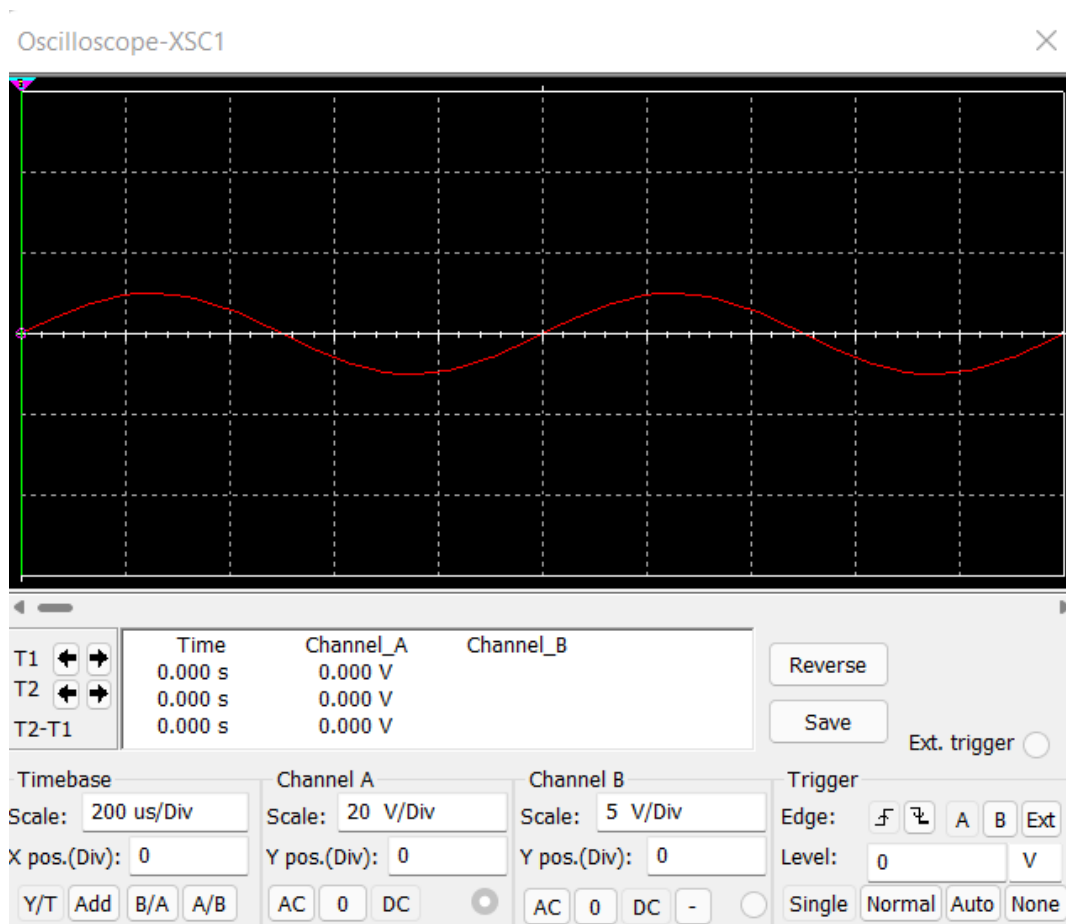 Oscilloscope-XSC1
Time Channel_A Channel_B
T1 0.000 s 0.000 V
T2 0.000 s 0.000 V
T2-T1 0.000 s 0.000 V
Reverse
Save
Ext. trigger
Timebase
Scale: 200 us/Div
X pos.(Div): 0
Y/T Add B/A A/B
Channel A
Scale: 20 V/Div
Y pos.(Div): 0
AC 0 DC
Channel B
Scale: 5 V/Div
Y pos.(Div): 0
AC 0 DC -
Trigger
Edge: A B Ext
Level: 0 V
Single Normal Auto None